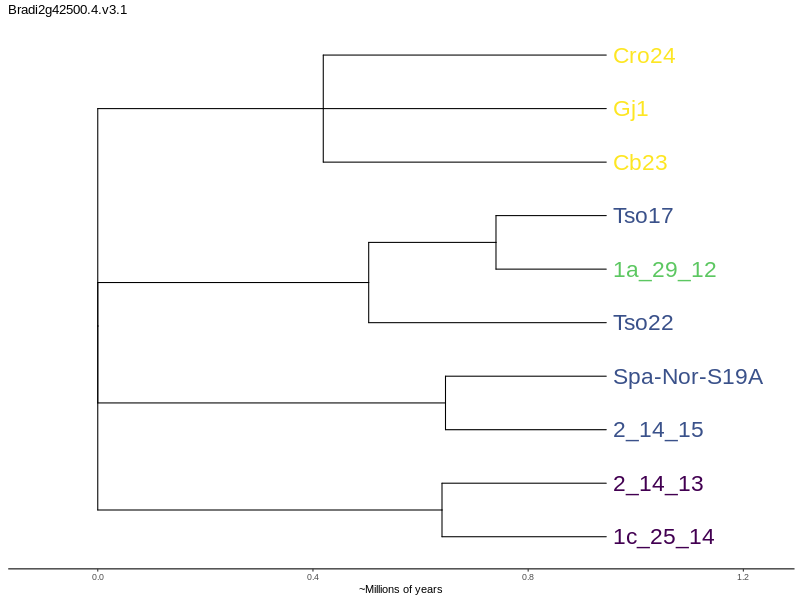 Bradi2g42500.4.v3.1
Cro24
Gj1
Cb23
Tso17
1a_29_12
Tso22
Spa-Nor-S19A
2_14_15
2_14_13
1c_25_14
0.0 0.4 0.8 1.2
~Millions of years